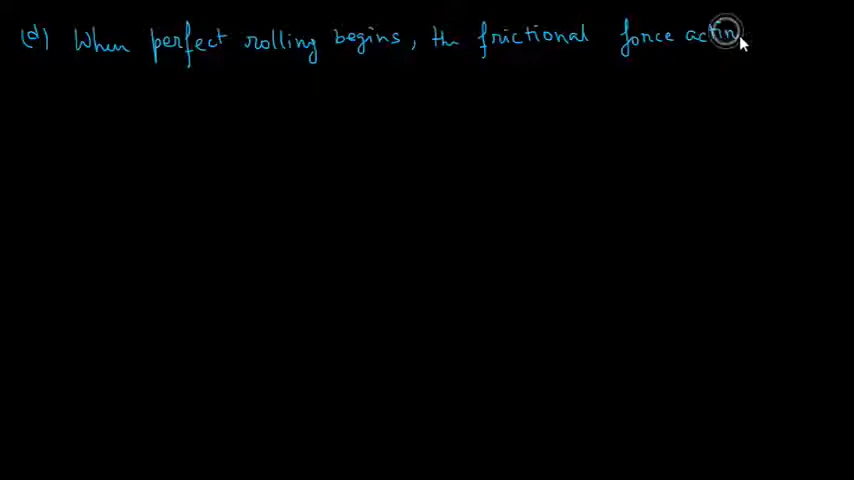 (d) When perfect rolling begins, the frictional force actin